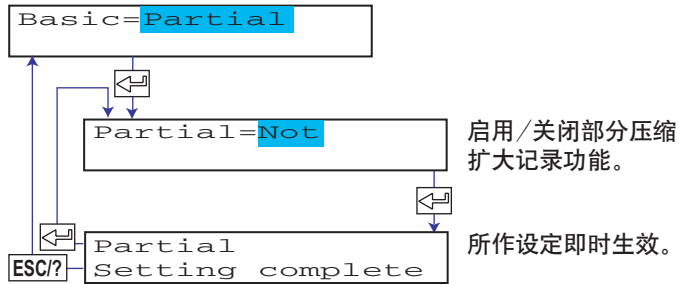 Basic=Partial
Partial=Not
启用/关闭部分压缩
扩大记录功能。
Partial
Setting complete
所作设定即时生效。
ESC/?